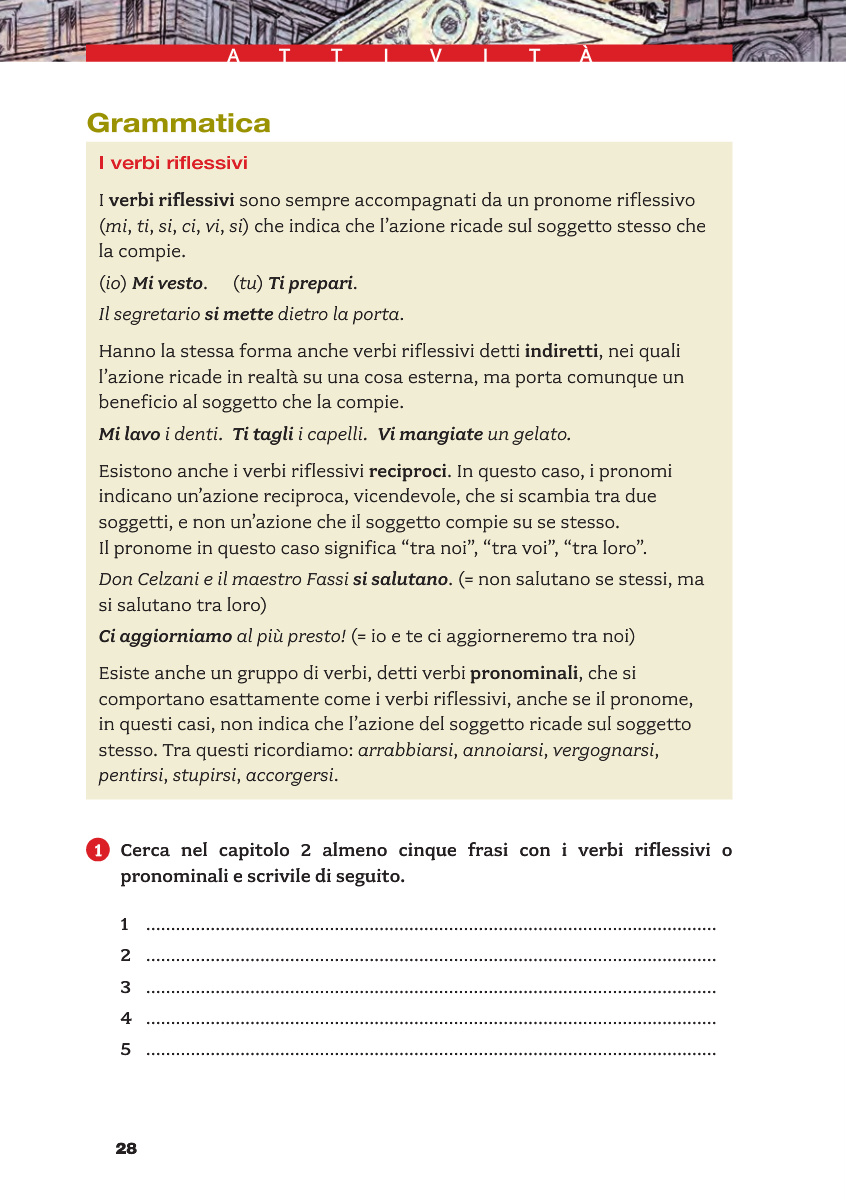 ATTIVITÀ
Grammatica
I verbi riflessivi
I verbi riflessivi sono sempre accompagnati da un pronome riflessivo
(mi, ti, si, ci, vi, si) che indica che l’azione ricade sul soggetto stesso che
la compie.
(io) Mi vesto. (tu) Ti prepari.
Il segretario si mette dietro la porta.
Hanno la stessa forma anche verbi riflessivi detti indiretti, nei quali
l’azione ricade in realtà su una cosa esterna, ma porta comunque un
beneficio al soggetto che la compie.
Mi lavo i denti. Ti tagli i capelli. Vi mangiate un gelato.
Esistono anche i verbi riflessivi reciproci. In questo caso, i pronomi
indicano un’azione reciproca, vicendevole, che si scambia tra due
soggetti, e non un’azione che il soggetto compie su se stesso.
Il pronome in questo caso significa “tra noi”, “tra voi”, “tra loro”.
Don Celzani e il maestro Fassi si salutano. (= non salutano se stessi, ma
si salutano tra loro)
Ci aggiorniamo al più presto! (= io e te ci aggiorneremo tra noi)
Esiste anche un gruppo di verbi, detti verbi pronominali, che si
comportano esattamente come i verbi riflessivi, anche se il pronome,
in questi casi, non indica che l’azione del soggetto ricade sul soggetto
stesso. Tra questi ricordiamo: arrabbiarsi, annoiarsi, vergognarsi,
pentirsi, stupirsi, accorgersi.
1 Cerca nel capitolo 2 almeno cinque frasi con i verbi riflessivi o
pronominali e scrivile di seguito.
1 ....................................................................................................................
2 ....................................................................................................................
3 ....................................................................................................................
4 ....................................................................................................................
5 ....................................................................................................................
28